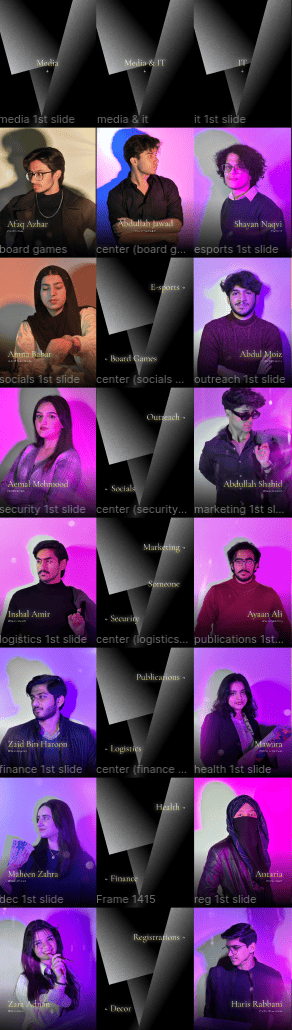 Media
Media & IT
IT
media 1st slide
media & it
it 1st slide
Afaq Azhar
Abdullah Jawad
Shayan Naqvi
board games
center (board g...
esports 1st slide
Amna Babar
E-sports -
- Board Games
Abdul Moiz
socials 1st slide
center (socials ...
outreach 1st slide
Aemal Mehmood
Outreach -
- Socials
Abdullah Shahid
security 1st slide
center (security...
marketing 1st sl...
Inshal Amir
Marketing -
Someone
- Security
Ayaan Ali
logistics 1st slide
center (logistics...
publications 1st...
Zaid Bin Haroon
Publications -
- Logistics
Mawara
finance 1st slide
center (finance ...
health 1st slide
Maheen Zahra
Health -
- Finance
Antaria
dec 1st slide
Frame 1415
reg 1st slide
Zara Adnan
Registrations -
- Decor
Haris Rabbani